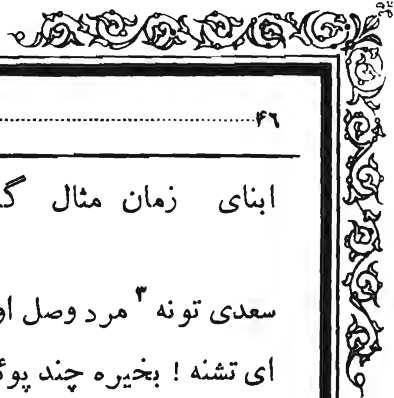 ۴۶
ابنای زمان مثال
سعدی تو نه ۳ مرد وصل
ای تشنه ! بخیره چند